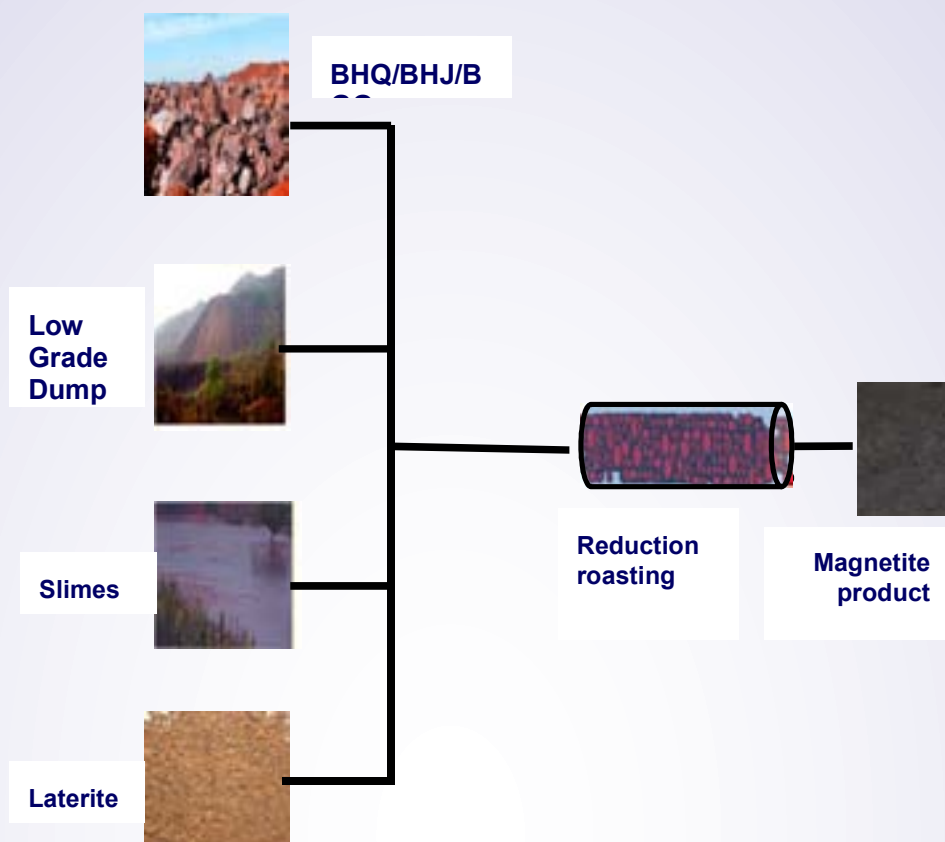 BHQ/BHJ/B
Low
Grade
Dump
Slimes
Laterite
Reduction
roasting
Magnetite
product